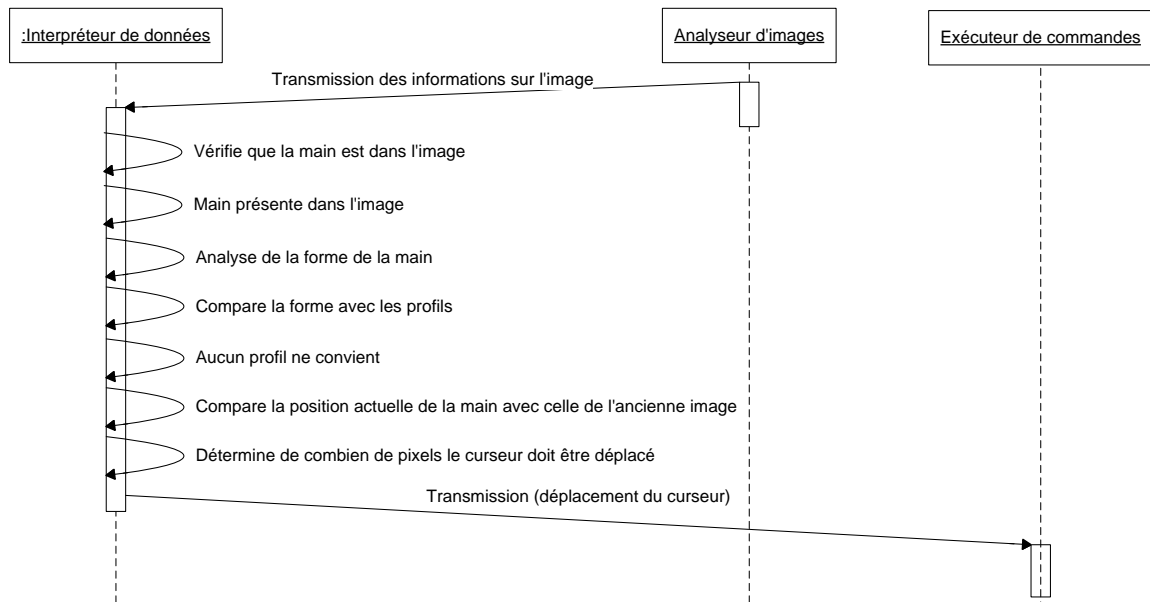 :Interpréteur de données
Analyseur d'images
Exécuteur de commandes
Transmission des informations sur l'image
Vérifie que la main est dans l'image
Main présente dans l'image
Analyse de la forme de la main
Compare la forme avec les profils
Aucun profil ne convient
Compare la position actuelle de la main avec celle de l'ancienne image
Détermine de combien de pixels le curseur doit être déplacé
Transmission (déplacement du curseur)